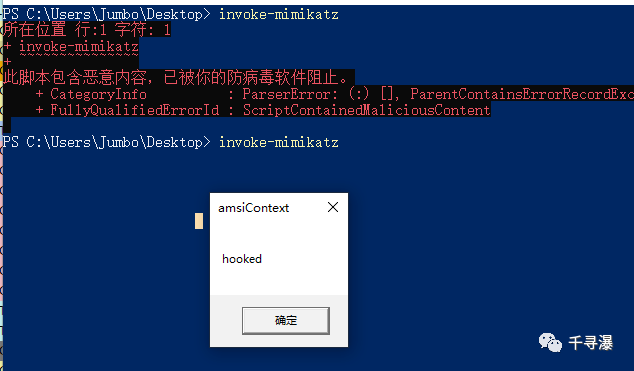 PS C:\Users\Jumbo\Desktop> invoke-mimikatz
所在位置 行:1 字符: 1
+ invoke-mimikatz
+ ~~~~~~~~~~~~~~~
此脚本包含恶意内容，已被你的防病毒软件阻止。
+ CategoryInfo : ParserError: (:) [], ParentContainsErrorRecordExc
+ FullyQualifiedErrorId : ScriptContainedMaliciousContent
PS C:\Users\Jumbo\Desktop> invoke-mimikatz
amsiContext
hooked
确定
千寻瀑